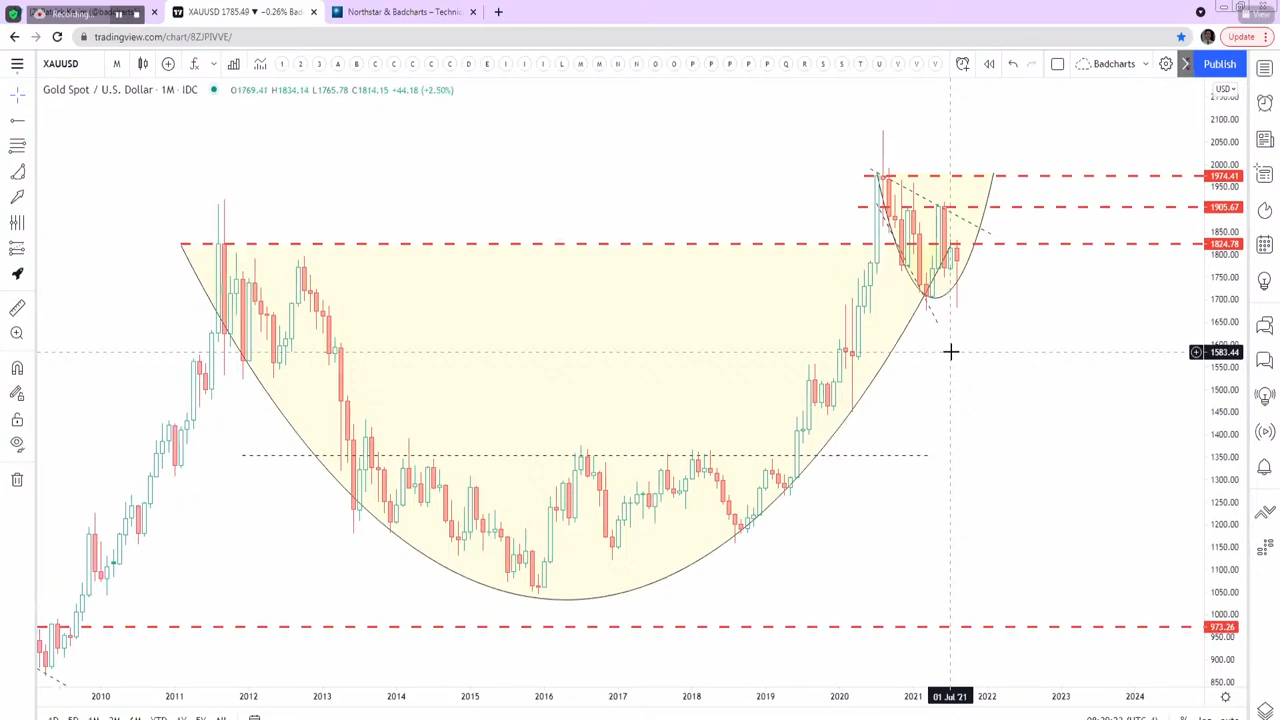 Recording...
XAUUSD 1785.49 ▼ −0.26% Bad
Northstar & Badcharts – Technic
tradingview.com/chart/8ZJPIVVE/
Update
View
XAUUSD M 1 2 3 A B C C C C D E I I L M M N N O O P P P P R S S T U V V V Badcharts Publish
Gold Spot / U.S. Dollar · 1M · IDC O1769.41 H1834.14 L1765.78 C1814.15 +44.18 (+2.50%)
USD
2100.00
2050.00
2000.00
1974.41
1950.00
1905.67
1850.00
1824.78
1800.00
1750.00
1700.00
1650.00
1583.44
1550.00
1500.00
1450.00
1400.00
1350.00
1300.00
1250.00
1200.00
1150.00
1100.00
1050.00
1000.00
973.26
950.00
900.00
850.00
2010 2011 2012 2013 2014 2015 2016 2017 2018 2019 2020 2021 01 Jul '21 2022 2023 2024